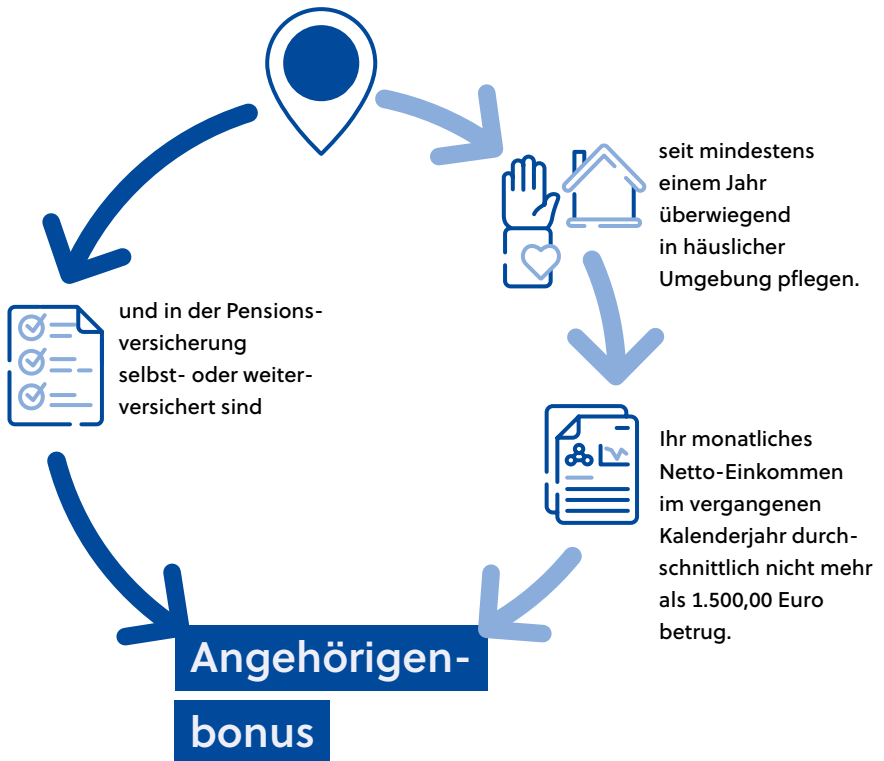 seit mindestens
einem Jahr
überwiegend
in häuslicher
Umgebung pflegen.
und in der Pensions-
versicherung
selbst- oder weiter-
versichert sind
Ihr monatliches
Netto-Einkommen
im vergangenen
Kalenderjahr durch-
schnittlich nicht mehr
als 1.500,00 Euro
betrug.
Angehörigen-
bonus